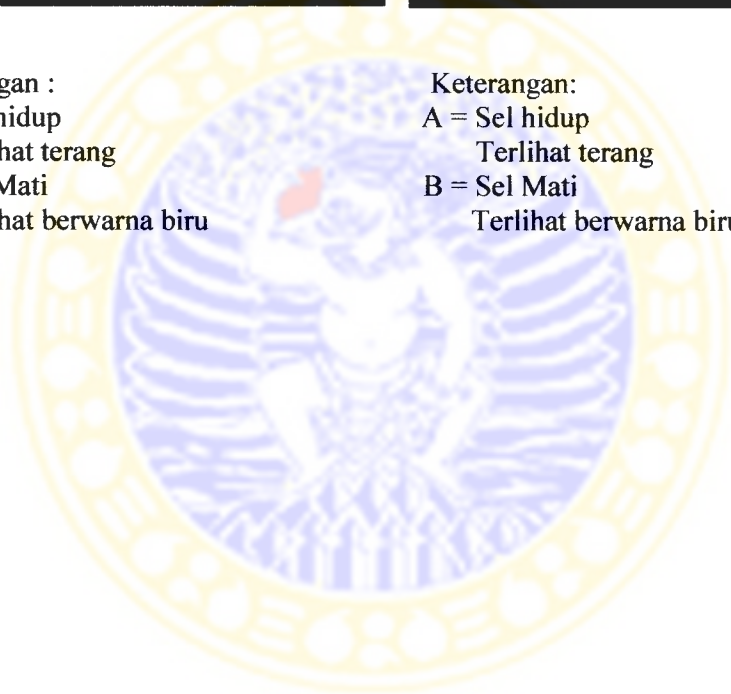 gan :
hidup
hat terang
Mati
hat berwarna biru
Keterangan:
A = Sel hidup
Terlihat terang
B = Sel Mati
Terlihat berwarna biru